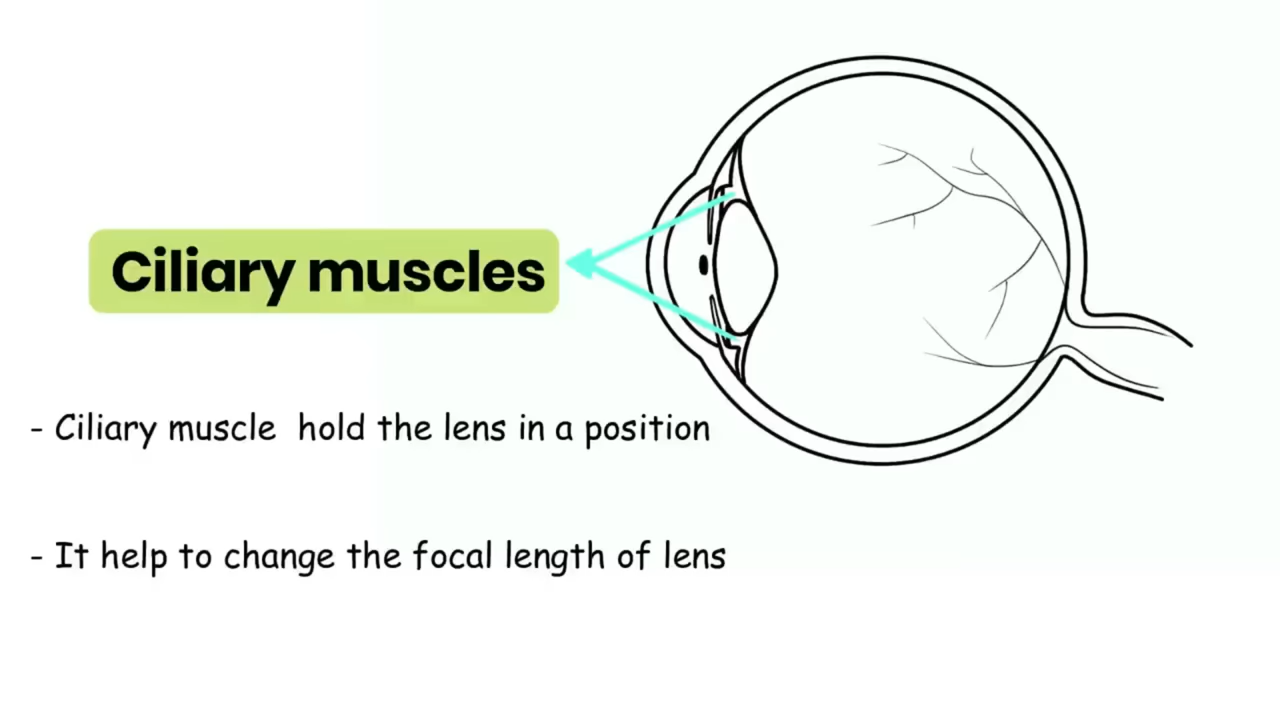 Ciliary muscles
- Ciliary muscle hold the lens in a position
- It help to change the focal length of lens